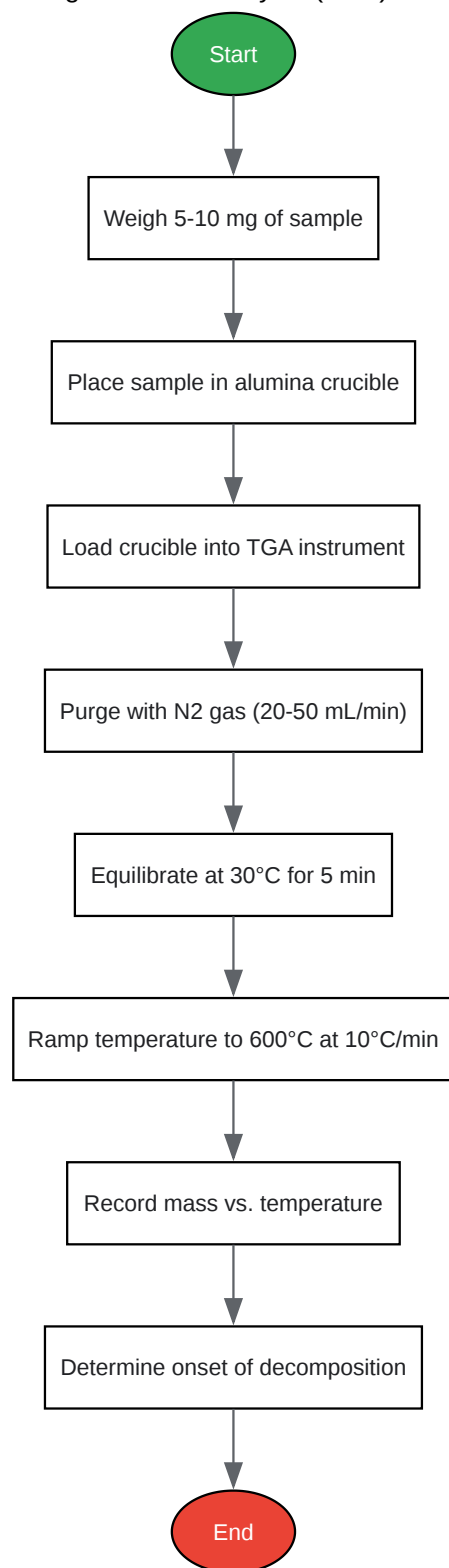 Start
Weigh 5-10 mg of sample
Place sample in alumina crucible
Load crucible into TGA instrument
Purge with N2 gas (20-50 mL/min)
Equilibrate at 30°C for 5 min
Ramp temperature to 600°C at 10°C/min
Record mass vs. temperature
Determine onset of decomposition
End